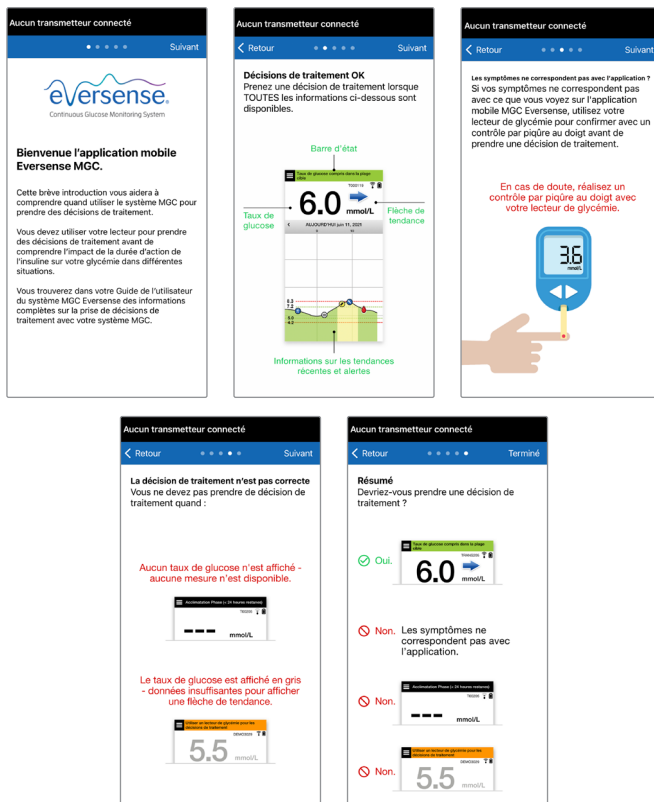 Aucun transmetteur connecté
Suivant
eversense.
Continuous Glucose Monitoring System
Bienvenue l'application mobile
Eversense MGC.
Cette brève introduction vous aidera à
comprendre quand utiliser le système MGC pour
prendre des décisions de traitement.
Vous devez utiliser votre lecteur pour prendre
des décisions de traitement avant de
comprendre l'impact de la durée d'action de
l'insuline sur votre glycémie dans différentes
situations.
Vous trouverez dans votre Guide de l'utilisateur
du système MGC Eversense des informations
complètes sur la prise de décisions de
traitement avec votre système MGC.
Aucun transmetteur connecté
Retour
Suivant
Décisions de traitement OK
Prenez une décision de traitement lorsque
TOUTES les informations ci-dessous sont
disponibles.
Barre d'état
Taux de glucose compris dans la plage
cible
6.0 mmol/L
Taux de
glucose
Flèche de
tendance
AUJOURD'HUI juin 11, 2021
8.3
7.2
5.0
4.2
Informations sur les tendances
récentes et alertes
Aucun transmetteur connecté
Retour
Suivant
Les symptômes ne correspondent pas avec l'application ?
Si vos symptômes ne correspondent pas
avec ce que vous voyez sur l'application
mobile MGC Eversense, utilisez votre
lecteur de glycémie pour confirmer avec un
contrôle par piqûre au doigt avant de
prendre une décision de traitement.
En cas de doute, réalisez un
contrôle par piqûre au doigt avec
votre lecteur de glycémie.
3.6
mmol/L
Aucun transmetteur connecté
Retour
Suivant
La décision de traitement n'est pas correcte
Vous ne devez pas prendre de décision de
traitement quand :
Aucun taux de glucose n'est affiché -
aucune mesure n'est disponible.
Acclimatation Phase (< 24 heures restance)
--- mmol/L
Le taux de glucose est affiché en gris
- données insuffisantes pour afficher
une flèche de tendance.
Utiliser un lecteur de glycémie pour les
décisions de traitement
5.5 mmol/L
Aucun transmetteur connecté
Retour
Terminé
Résumé
Devriez-vous prendre une décision de
traitement ?
Oui.
Taux de glucose compris dans la plage
cible
6.0 mmol/L
Non. Les symptômes ne
correspondent pas avec
l'application.
Non.
Acclimatation Phase (< 24 heures restance)
--- mmol/L
Non.
Utiliser un lecteur de glycémie pour les
décisions de traitement
5.5 mmol/L